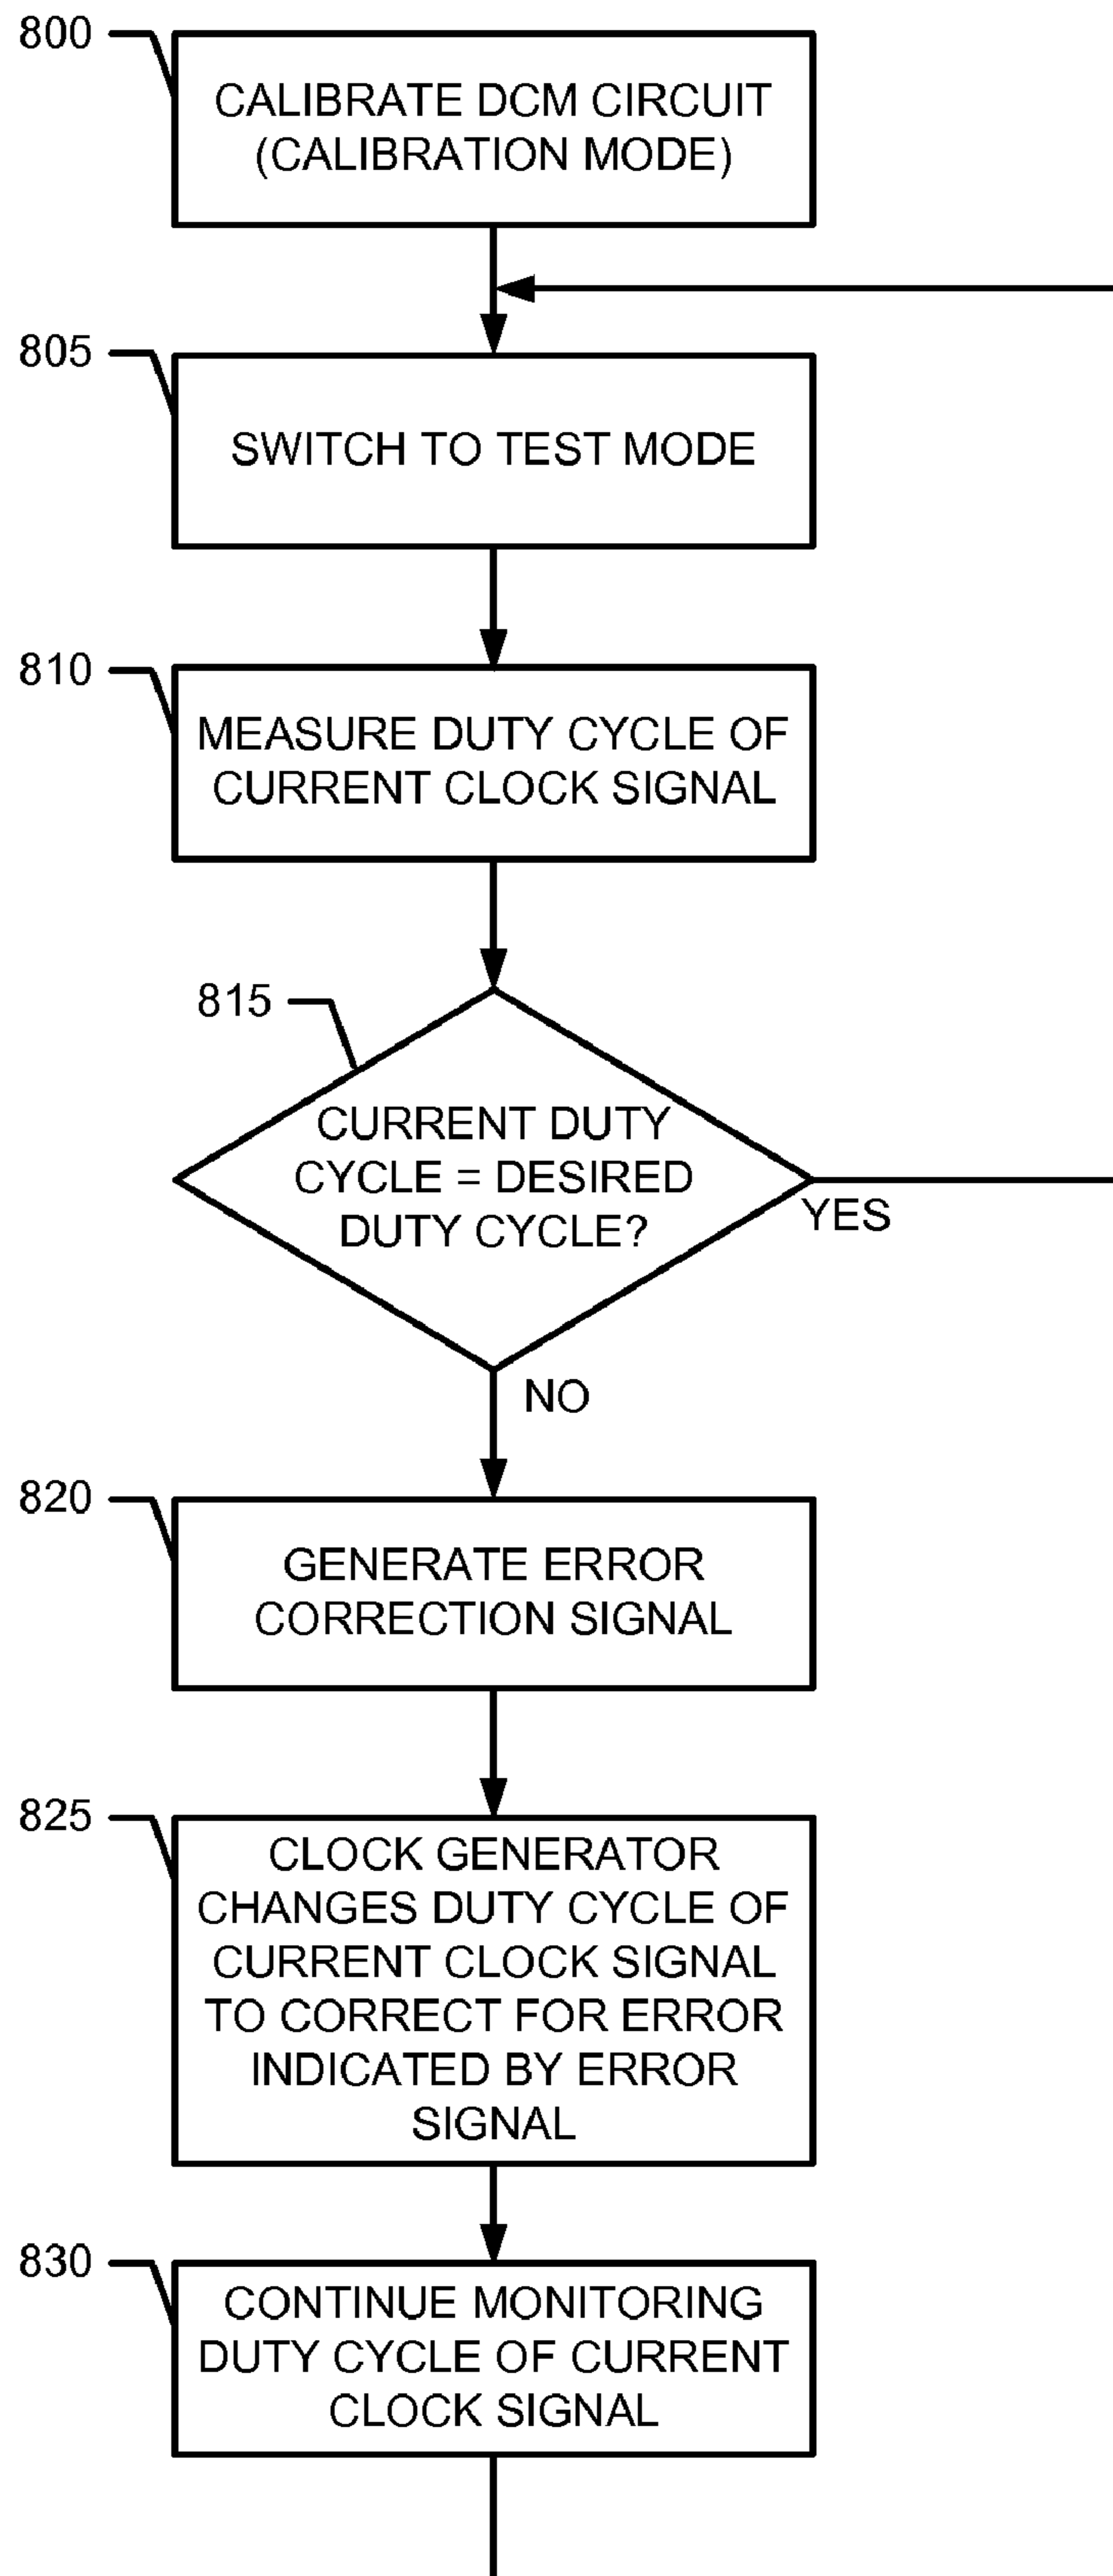 800
CALIBRATE DCM CIRCUIT
(CALIBRATION MODE)
805
SWITCH TO TEST MODE
810
MEASURE DUTY CYCLE OF
CURRENT CLOCK SIGNAL
815
CURRENT DUTY
CYCLE = DESIRED
DUTY CYCLE?
YES
NO
820
GENERATE ERROR
CORRECTION SIGNAL
825
CLOCK GENERATOR
CHANGES DUTY CYCLE OF
CURRENT CLOCK SIGNAL
TO CORRECT FOR ERROR
INDICATED BY ERROR
SIGNAL
830
CONTINUE MONITORING
DUTY CYCLE OF CURRENT
CLOCK SIGNAL